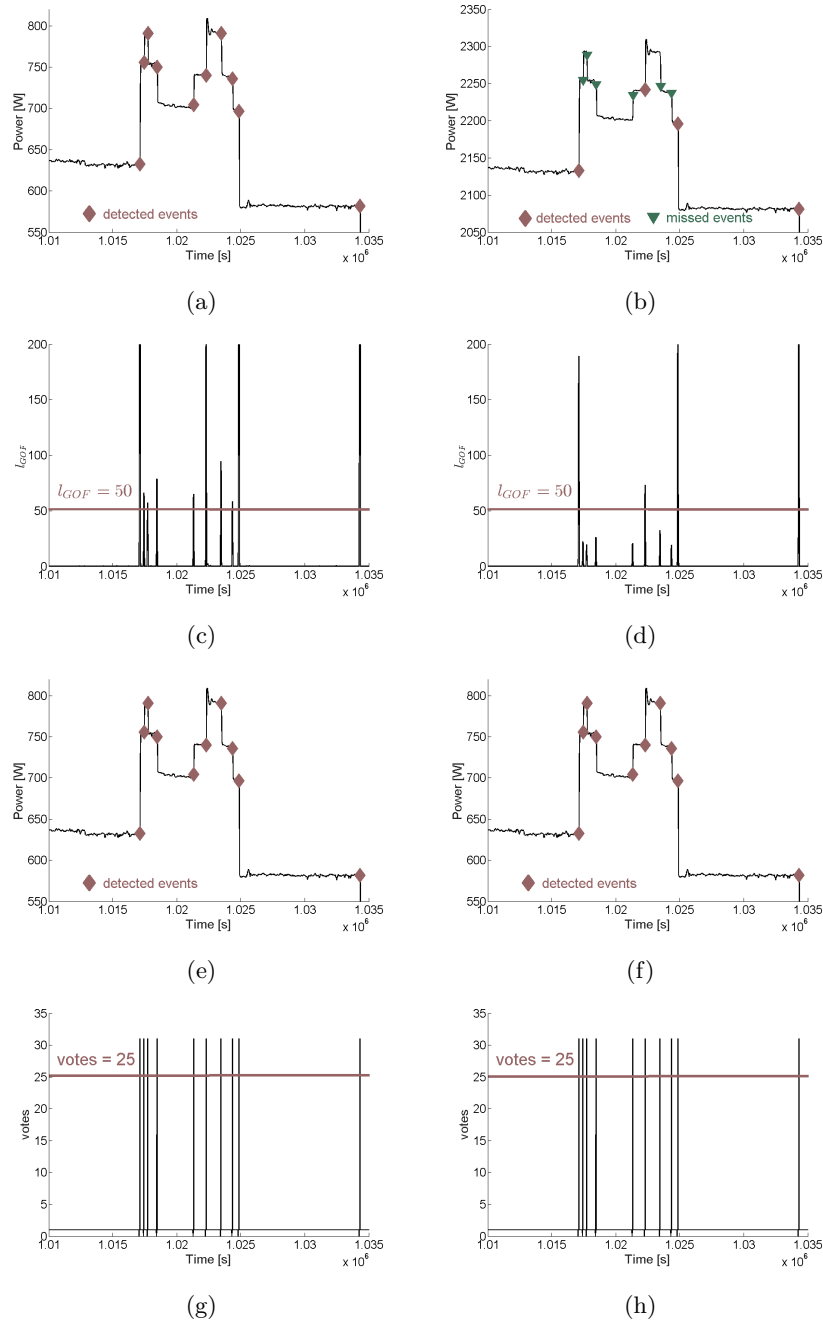 800
750
700
650
600
550
Power [W]
detected events
1.01 1.015 1.02 1.025 1.03 1.035
Time [s]
x 10^6
(a)
2350
2300
2250
2200
2150
2100
2050
Power [W]
detected events missed events
1.01 1.015 1.02 1.025 1.03 1.035
Time [s]
x 10^6
(b)
200
150
100
50
0
l_GOF
l_GOF = 50
1.01 1.015 1.02 1.025 1.03 1.035
Time [s]
x 10^6
(c)
200
150
100
50
0
l_GOF
l_GOF = 50
1.01 1.015 1.02 1.025 1.03 1.035
Time [s]
x 10^6
(d)
800
750
700
650
600
550
Power [W]
detected events
1.01 1.015 1.02 1.025 1.03 1.035
Time [s]
x 10^6
(e)
800
750
700
650
600
550
Power [W]
detected events
1.01 1.015 1.02 1.025 1.03 1.035
Time [s]
x 10^6
(f)
35
30
25
20
15
10
5
0
votes
votes = 25
1.01 1.015 1.02 1.025 1.03 1.035
Time [s]
x 10^6
(g)
35
30
25
20
15
10
5
0
votes
votes = 25
1.01 1.015 1.02 1.025 1.03 1.035
Time [s]
x 10^6
(h)